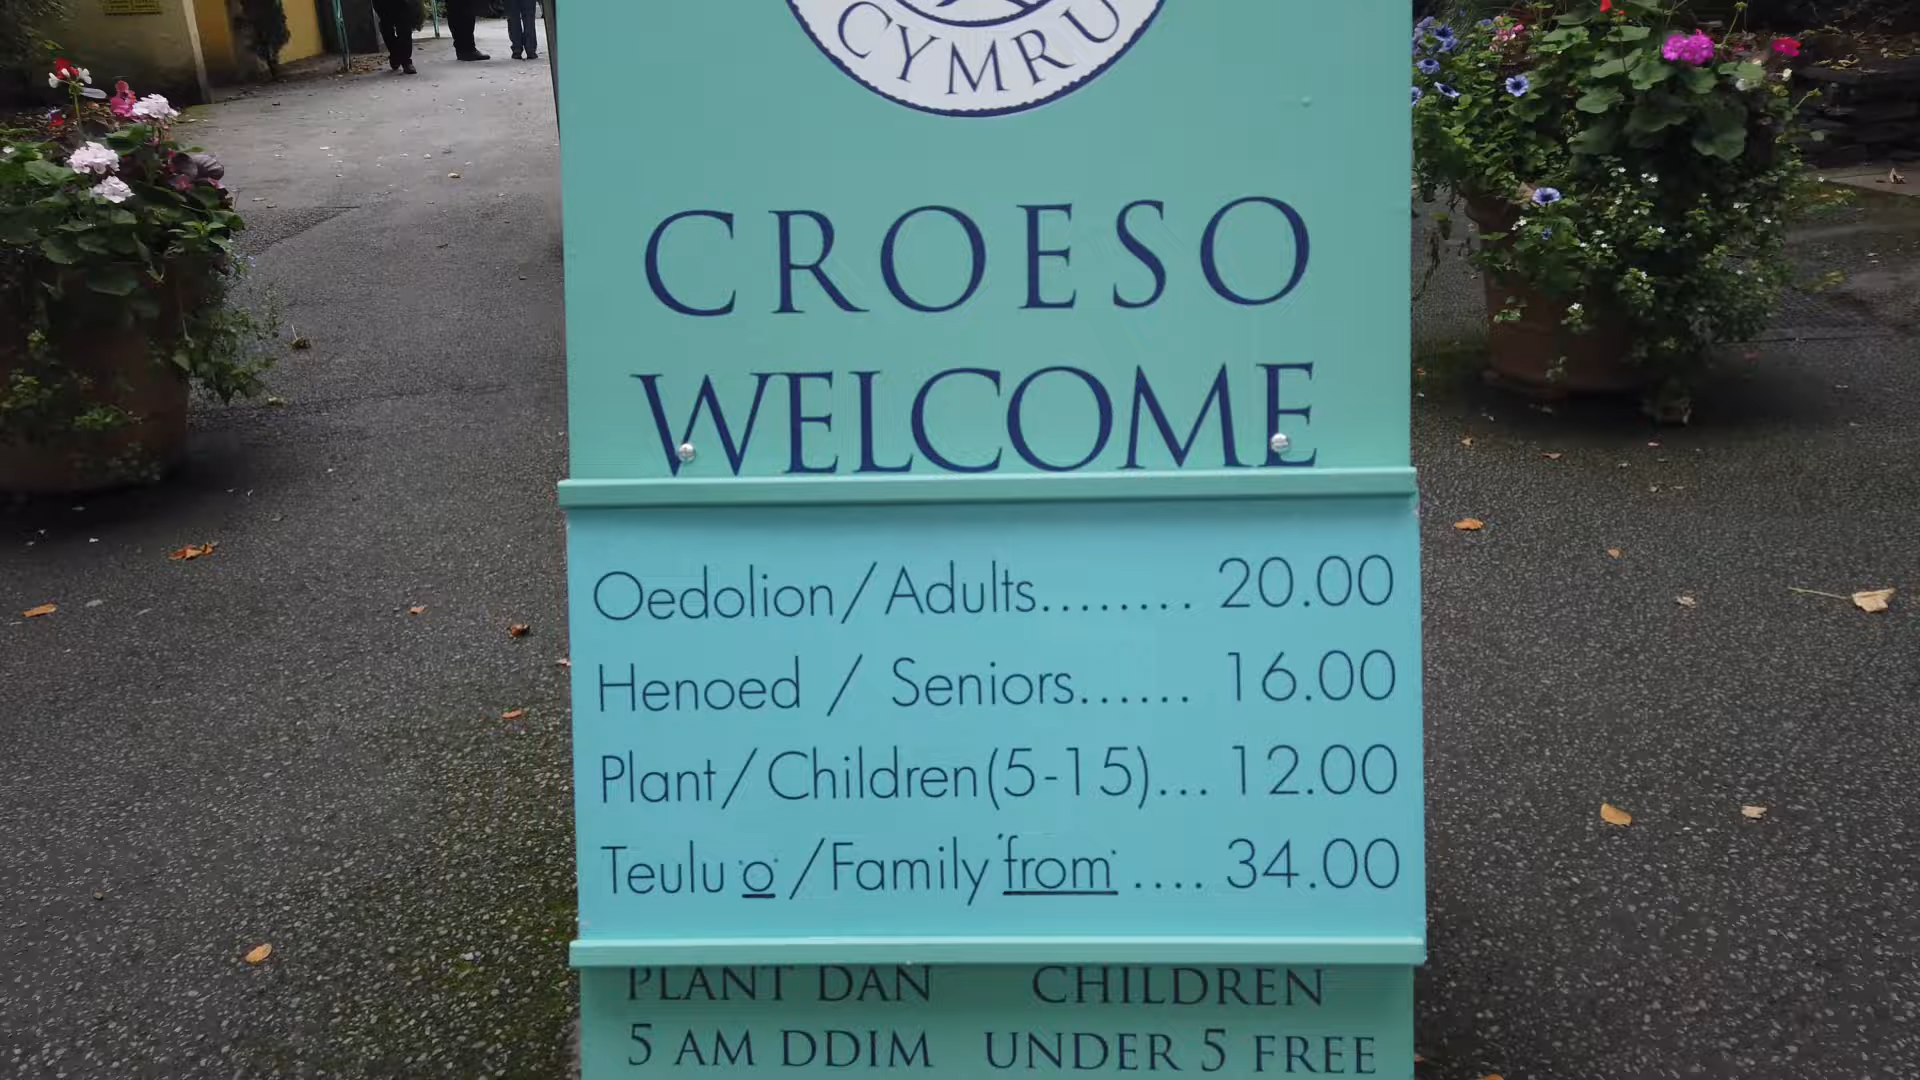 CYMRU
CROESO
WELCOME
Oedolion/Adults........ 20.00
Henoed / Seniors...... 16.00
Plant/Children(5-15)... 12.00
Teulu o /Family from .... 34.00
PLANT DAN CHILDREN
5 AM DDIM UNDER 5 FREE